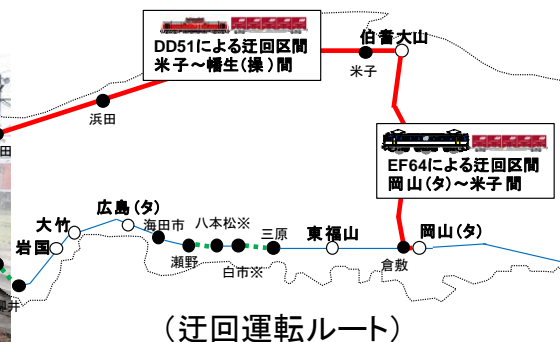 DD51による迂回区間
米子～幡生(操)間
伯耆大山
米子
浜田
田
EF64による迂回区間
岡山(タ)～米子間
広島(タ)
海田市
八本松※
三原
東福山
岡山(タ)
大竹
岩国
瀬野
白市※
倉敷
柳井
(迂回運転ルート)